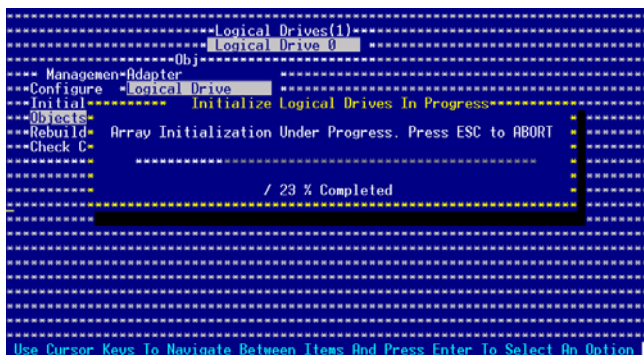 Logical Drives(1)
Logical Drive 0
Obj
Managemen Adapter
Configure Logical Drive
Initial Initialize Logical Drives In Progress
Objects
Rebuild Array Initialization Under Progress. Press ESC to ABORT
Check C
/ 23 % Completed
Use Cursor Keys To Navigate Between Items And Press Enter To Select An Option